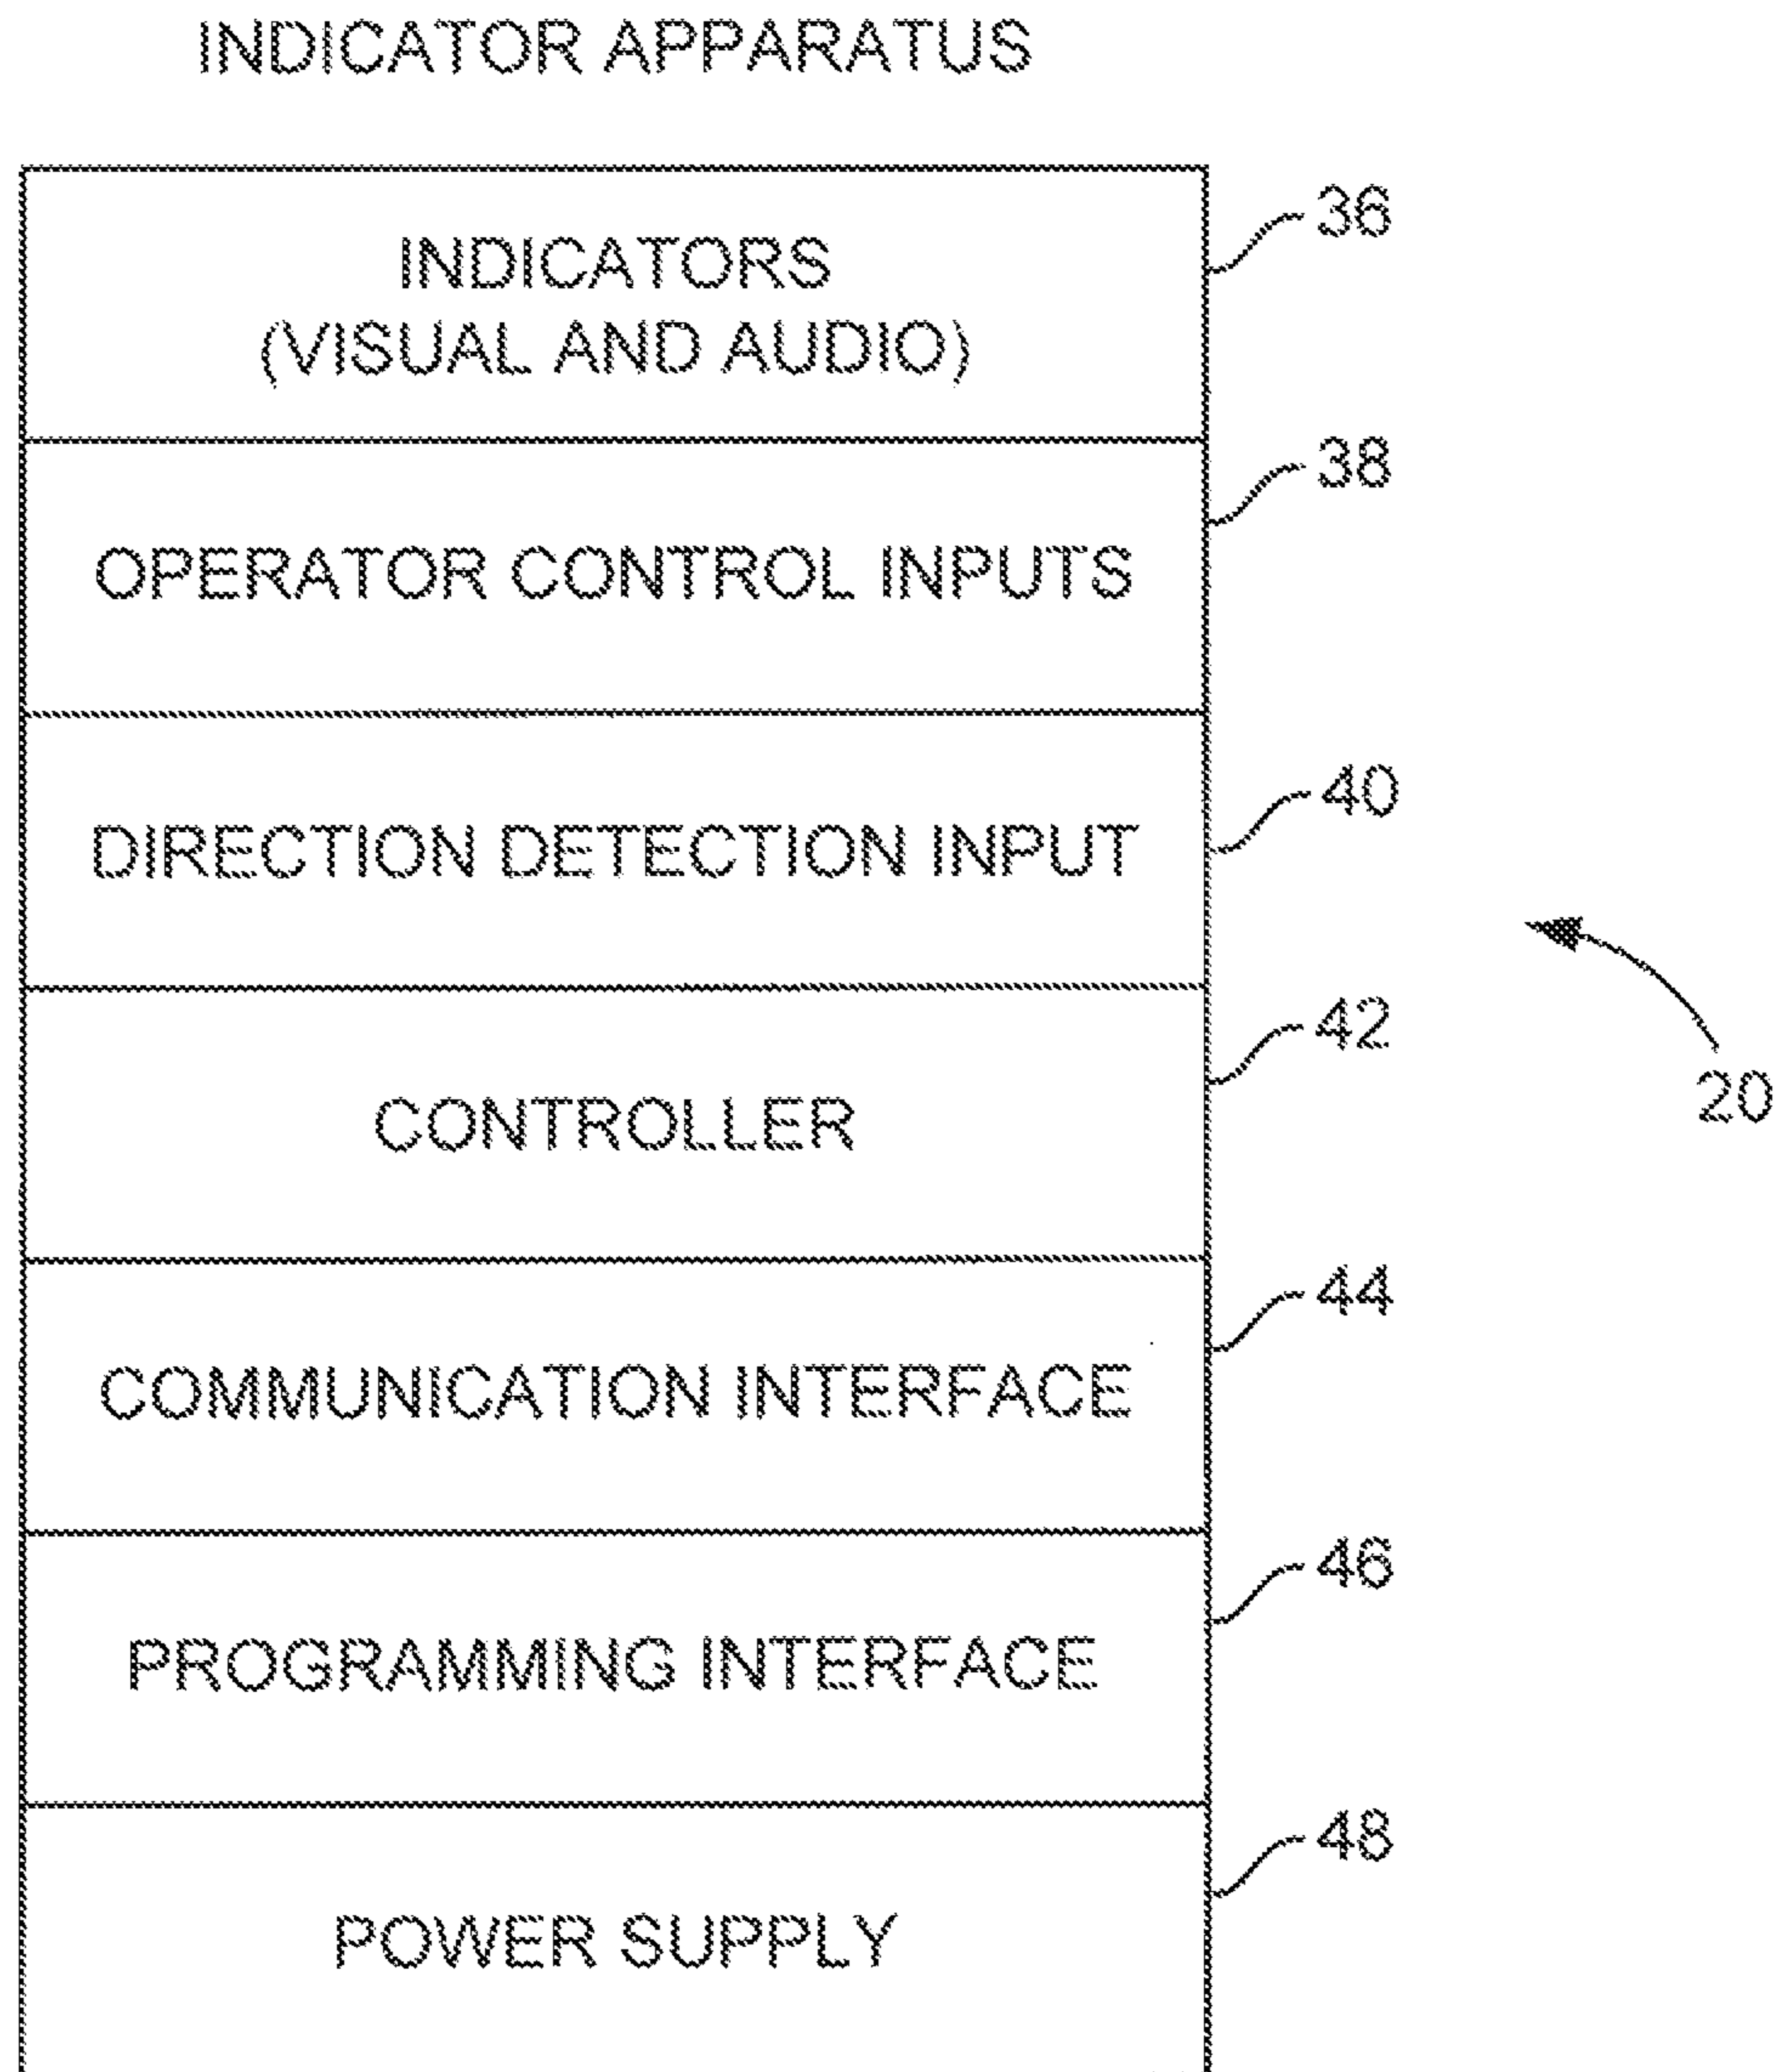 INDICATOR APPARATUS
INDICATORS
(VISUAL AND AUDIO)
36
OPERATOR CONTROL INPUTS
38
DIRECTION DETECTION INPUT
40
CONTROLLER
42
20
COMMUNICATION INTERFACE
44
PROGRAMMING INTERFACE
46
POWER SUPPLY
48